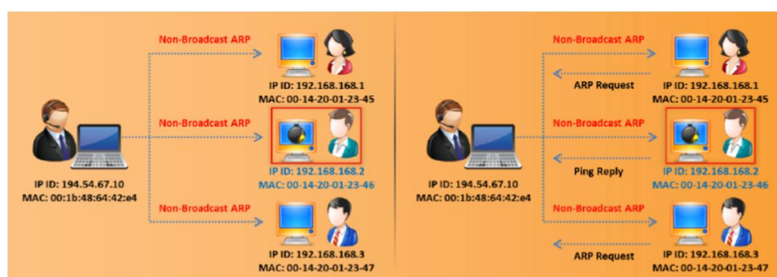 Non-Broadcast ARP
IP ID: 192.168.168.1
MAC: 00-14-20-01-23-45
Non-Broadcast ARP
IP ID: 194.54.67.10
MAC: 00:1b:48:64:42:e4
IP ID: 192.168.168.2
MAC: 00-14-20-01-23-46
Non-Broadcast ARP
IP ID: 192.168.168.3
MAC: 00-14-20-01-23-47
Non-Broadcast ARP
ARP Request
IP ID: 192.168.168.1
MAC: 00-14-20-01-23-45
Non-Broadcast ARP
Ping Reply
IP ID: 194.54.67.10
MAC: 00:1b:48:64:42:e4
IP ID: 192.168.168.2
MAC: 00-14-20-01-23-46
Non-Broadcast ARP
ARP Request
IP ID: 192.168.168.3
MAC: 00-14-20-01-23-47